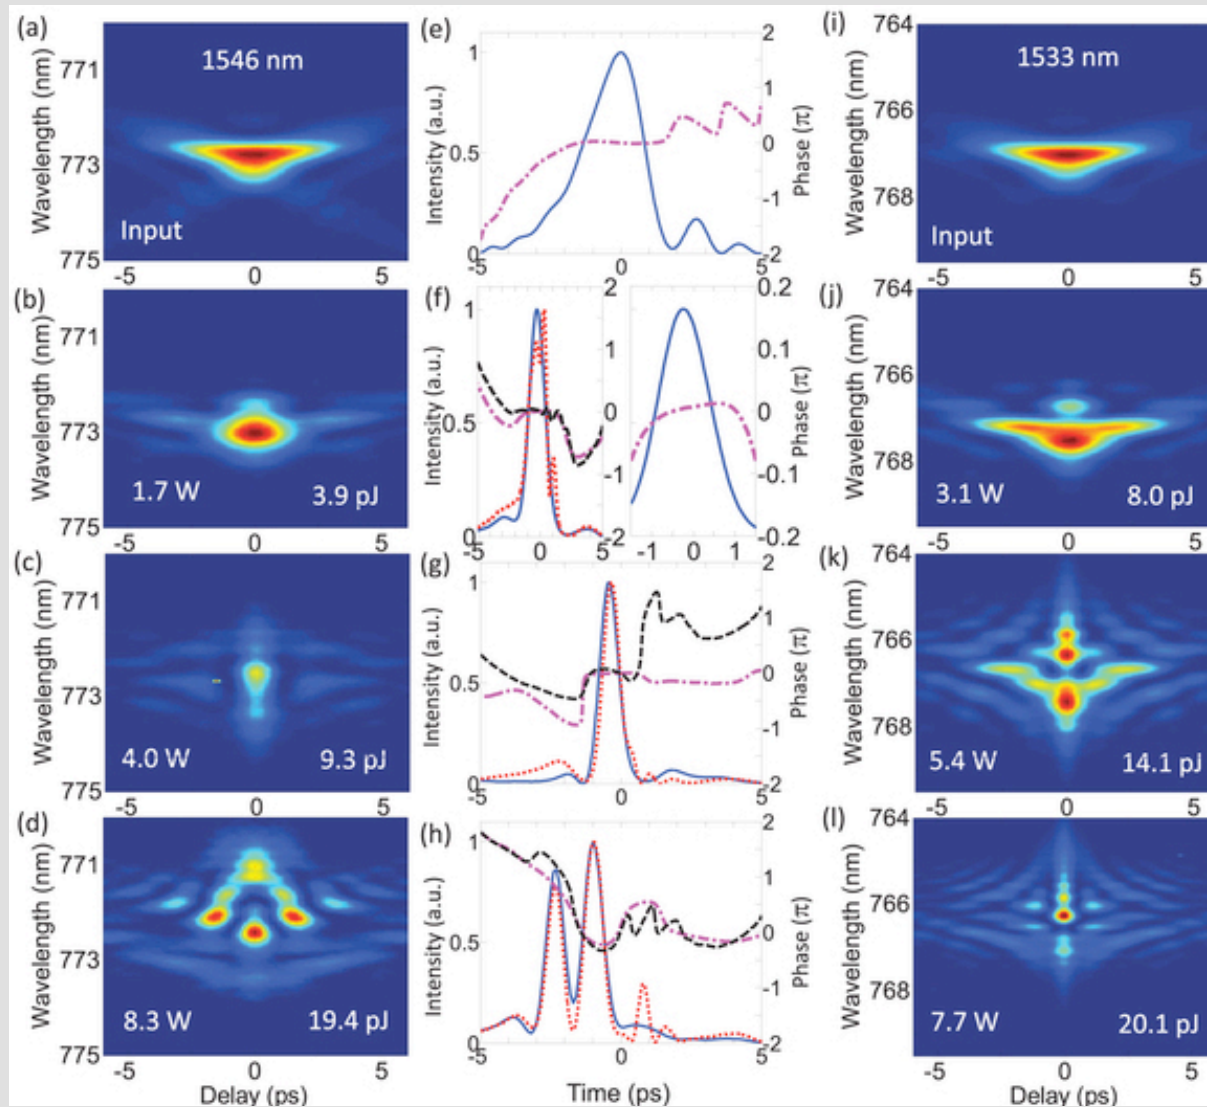 (a)
1546 nm
Input
Wavelength (nm)
771
773
775
-5 0 5
(e)
Intensity (a.u.)
1
0.5
0
-5 0 5
2
1
0
-1
-2
Phase (π)
(i)
1533 nm
Input
Wavelength (nm)
764
766
768
-5 0 5
(b)
1.7 W 3.9 pJ
Wavelength (nm)
771
773
775
-5 0 5
(f)
Intensity (a.u.)
1
0.5
0
-5 0 5
2
1
0
-1
-2
-1 0 1
0.2
0.1
0
-0.1
-0.2
Phase (π)
(j)
3.1 W 8.0 pJ
Wavelength (nm)
764
766
768
-5 0 5
(c)
4.0 W 9.3 pJ
Wavelength (nm)
771
773
775
-5 0 5
(g)
Intensity (a.u.)
1
0.5
0
-5 0 5
2
1
0
-1
-2
Phase (π)
(k)
5.4 W 14.1 pJ
Wavelength (nm)
764
766
768
-5 0 5
(d)
8.3 W 19.4 pJ
Wavelength (nm)
771
773
775
-5 0 5
Delay (ps)
(h)
Intensity (a.u.)
1
0.5
0
-5 0 5
Time (ps)
2
1
0
-1
-2
Phase (π)
(l)
7.7 W 20.1 pJ
Wavelength (nm)
764
766
768
-5 0 5
Delay (ps)